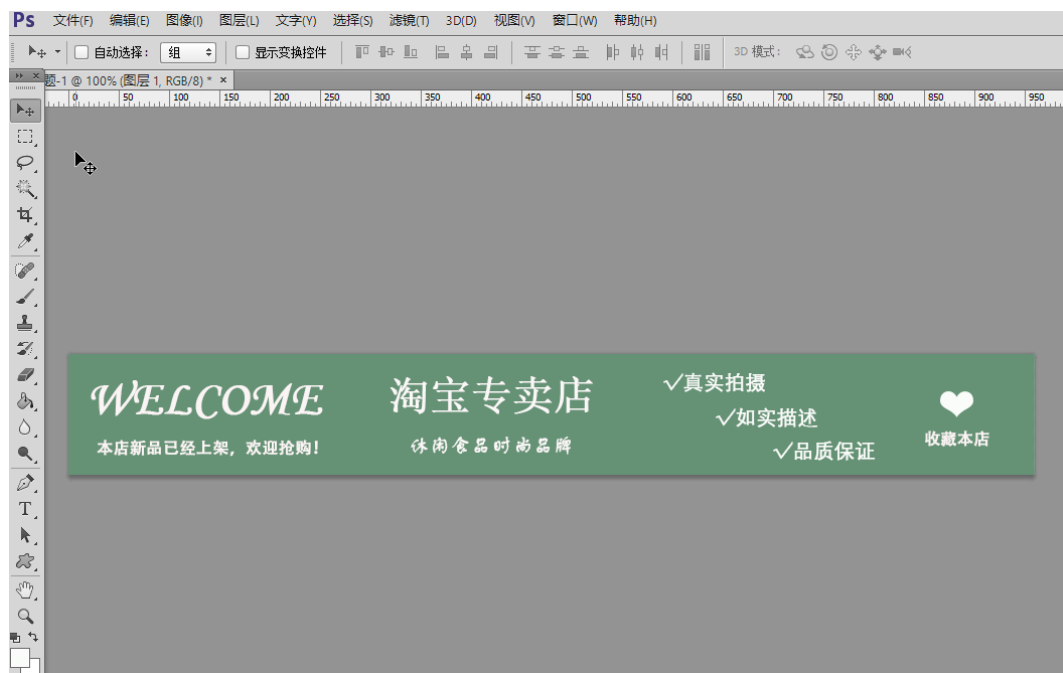 Ps 文件(F) 编辑(E) 图像(I) 图层(L) 文字(Y) 选择(S) 滤镜(T) 3D(D) 视图(V) 窗口(W) 帮助(H)
自动选择： 组 显示变换控件 3D 模式：
题-1 @ 100% (图层 1, RGB/8) * ×
0 50 100 150 200 250 300 350 400 450 500 550 600 650 700 750 800 850 900 950
WELCOME
本店新品已经上架，欢迎抢购！
淘宝专卖店
休闲食品时尚品牌
✓真实拍摄
✓如实描述
✓品质保证
收藏本店